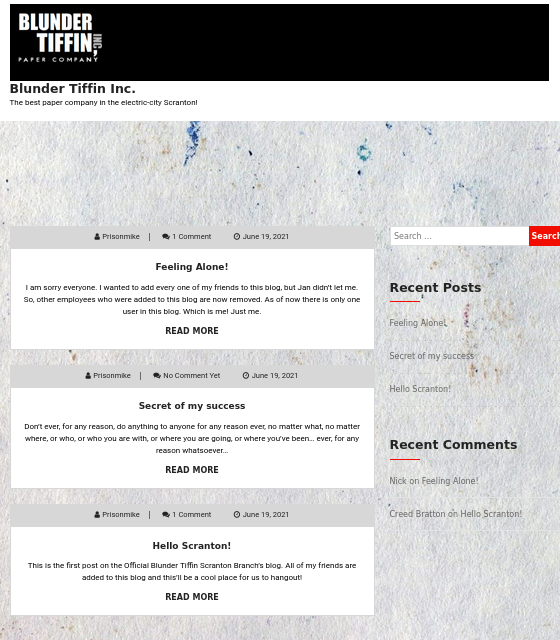 BLUNDER
TIFFIN, INC
PAPER COMPANY
Blunder Tiffin Inc.
The best paper company in the electric-city Scranton!
Prisonmike | 1 Comment June 19, 2021
Feeling Alone!
I am sorry everyone. I wanted to add every one of my friends to this blog, but Jan didn't let me.
So, other employees who were added to this blog are now removed. As of now there is only one
user in this blog. Which is me! Just me.
READ MORE
Prisonmike | No Comment Yet June 19, 2021
Secret of my success
Don't ever, for any reason, do anything to anyone for any reason ever, no matter what, no matter
where, or who, or who you are with, or where you are going, or where you've been... ever, for any
reason whatsoever...
READ MORE
Prisonmike | 1 Comment June 19, 2021
Hello Scranton!
This is the first post on the Official Blunder Tiffin Scranton Branch's blog. All of my friends are
added to this blog and this'll be a cool place for us to hangout!
READ MORE
Search ... Search
Recent Posts
Feeling Alone!
Secret of my success
Hello Scranton!
Recent Comments
Nick on Feeling Alone!
Creed Bratton on Hello Scranton!